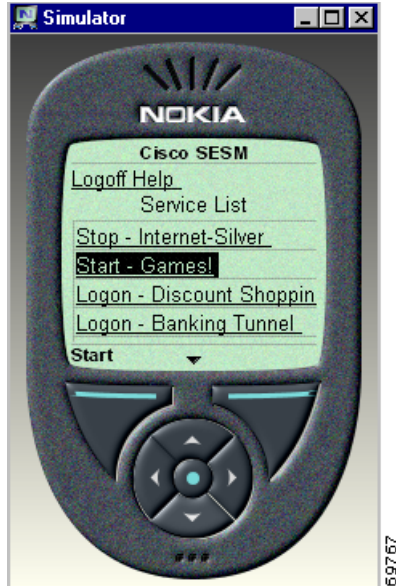 Simulator
NOKIA
Cisco SESM
Logoff Help
Service List
Stop - Internet-Silver
Start - Games!
Logon - Discount Shoppin
Logon - Banking Tunnel
Start
69767